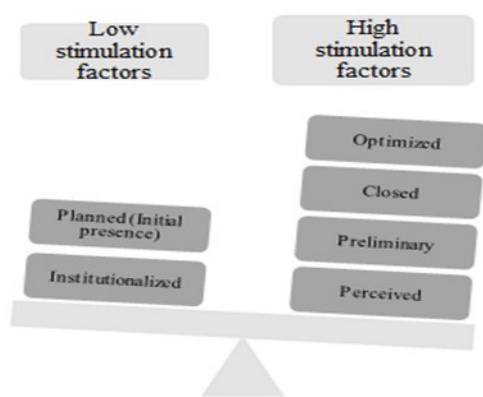 Low
stimulation
factors
High
stimulation
factors
Planned (Initial
presence)
Institutionalized
Optimized
Closed
Preliminary
Perceived